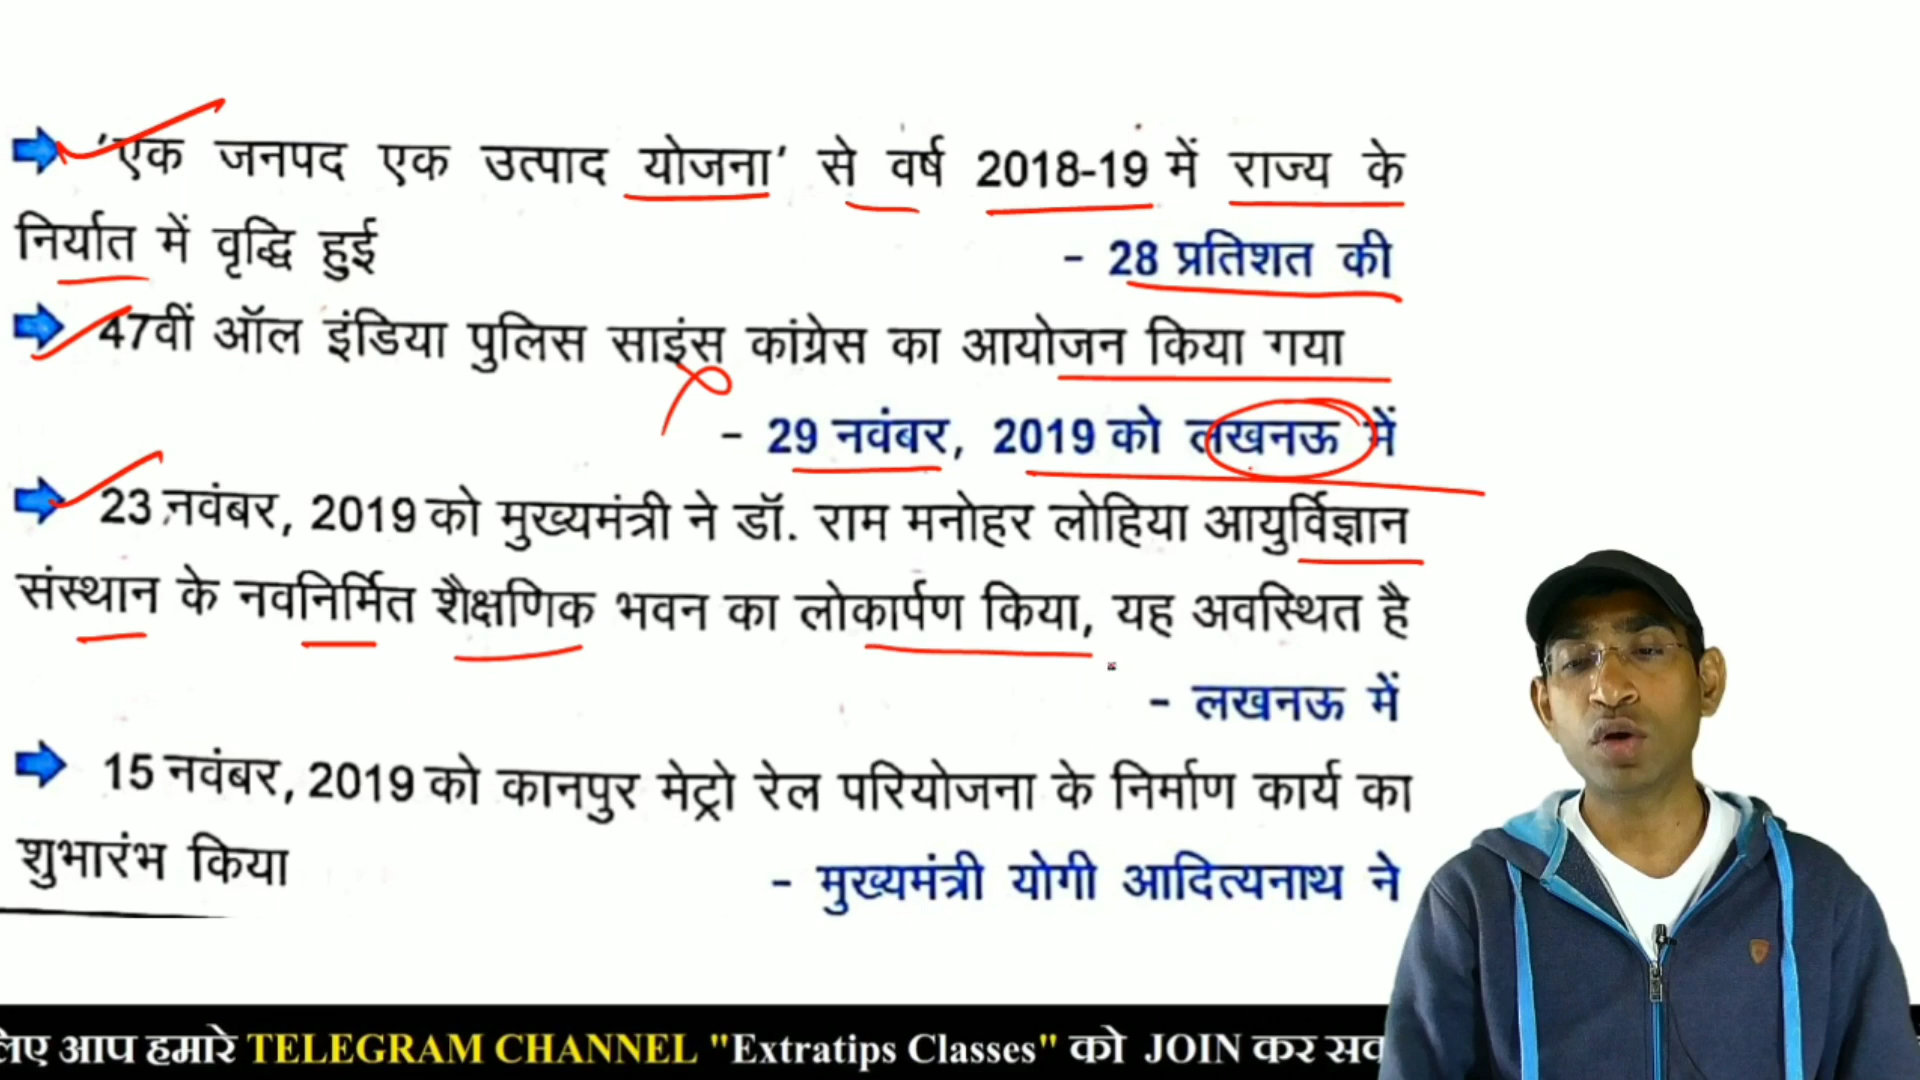 'एक जनपद एक उत्पाद योजना' से वर्ष 2018-19 में राज्य के
निर्यात में वृद्धि हुई - 28 प्रतिशत की
47वीं ऑल इंडिया पुलिस साइंस कांग्रेस का आयोजन किया गया
- 29 नवंबर, 2019 को लखनऊ में
23 नवंबर, 2019 को मुख्यमंत्री ने डॉ. राम मनोहर लोहिया आयुर्विज्ञान
संस्थान के नवनिर्मित शैक्षणिक भवन का लोकार्पण किया, यह अवस्थित है
- लखनऊ में
15 नवंबर, 2019 को कानपुर मेट्रो रेल परियोजना के निर्माण कार्य का
शुभारंभ किया - मुख्यमंत्री योगी आदित्यनाथ ने
आप हमारे TELEGRAM CHANNEL "Extratips Classes" को JOIN कर